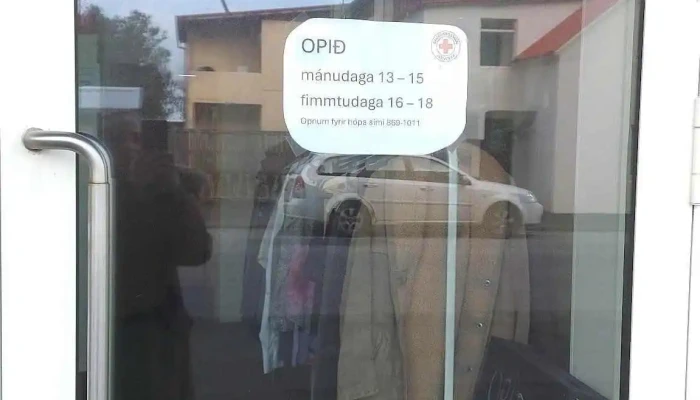 OPIÐ
mánudaga 13 – 15
fimmtudaga 16 – 18
Opnum fyrir hópa sími 869-1011